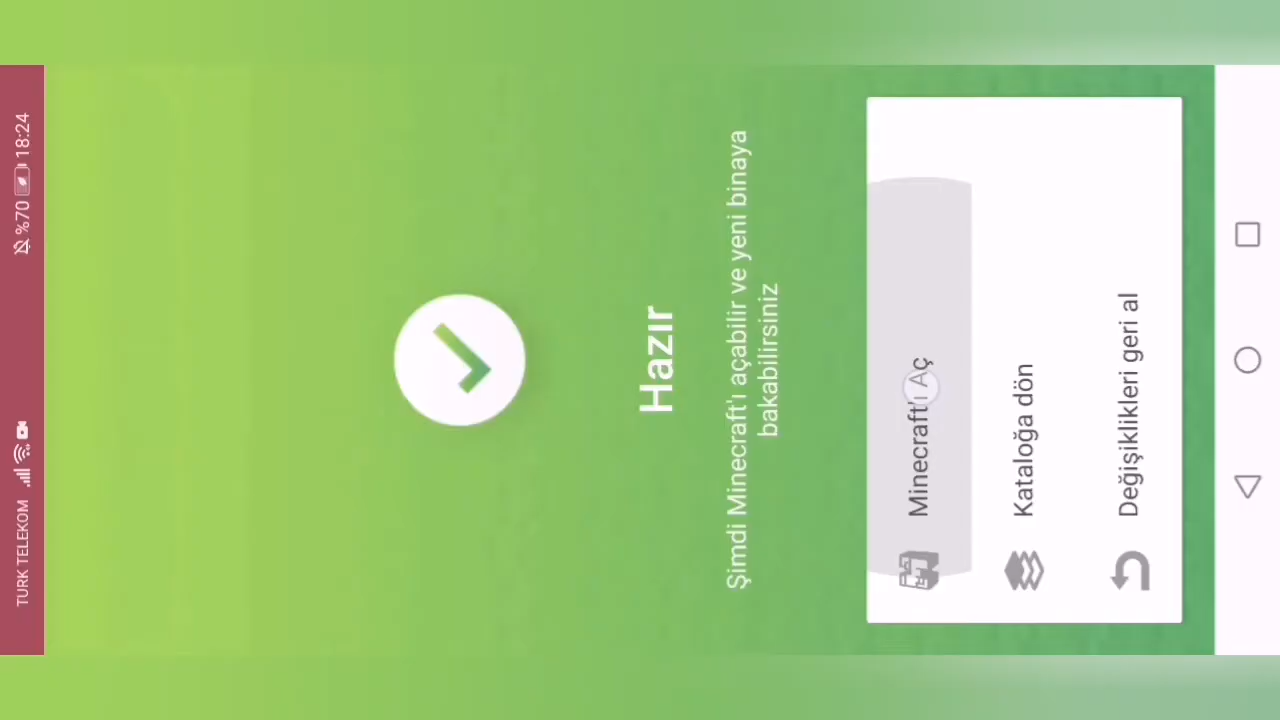 TURK TELEKOM
%70
18:24
Hazır
Şimdi Minecraft'ı açabilir ve yeni binaya
bakabilirsiniz
Minecraft'ı Aç
Kataloğa dön
Değişiklikleri geri al